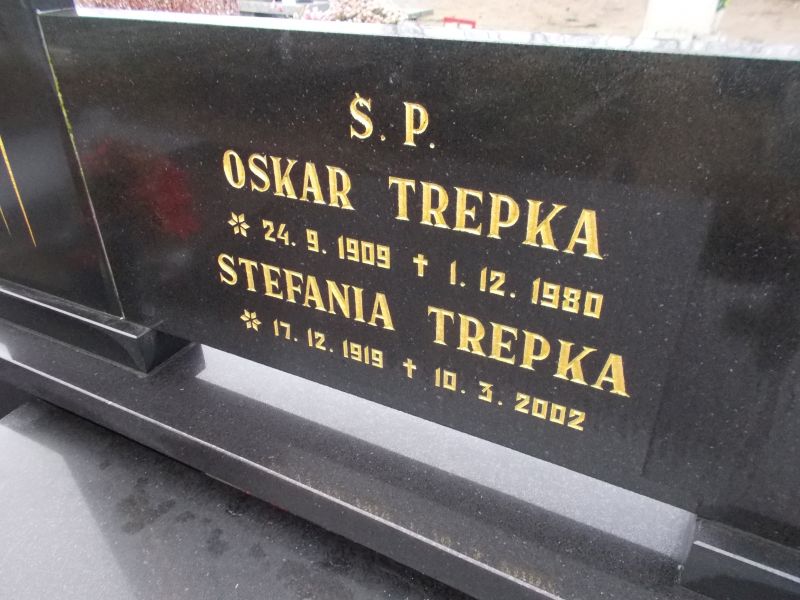 Ś. P.
OSKAR TREPKA
* 24. 9. 1909 † 1. 12. 1980
STEFANIA TREPKA
* 17. 12. 1919 † 10. 3. 2002